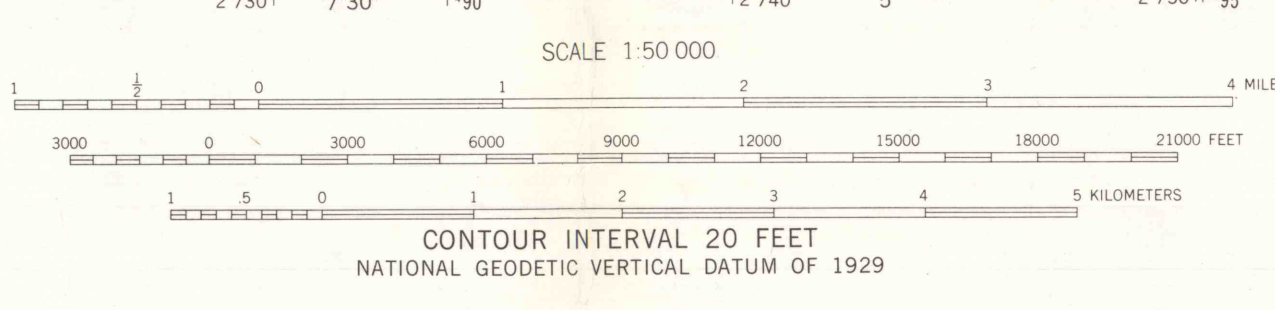 SCALE 1:50 000
1 ½ 0 1 2 3 4 MILE
3000 0 3000 6000 9000 12000 15000 18000 21000 FEET
1 .5 0 1 2 3 4 5 KILOMETERS
CONTOUR INTERVAL 20 FEET
NATIONAL GEODETIC VERTICAL DATUM OF 1929